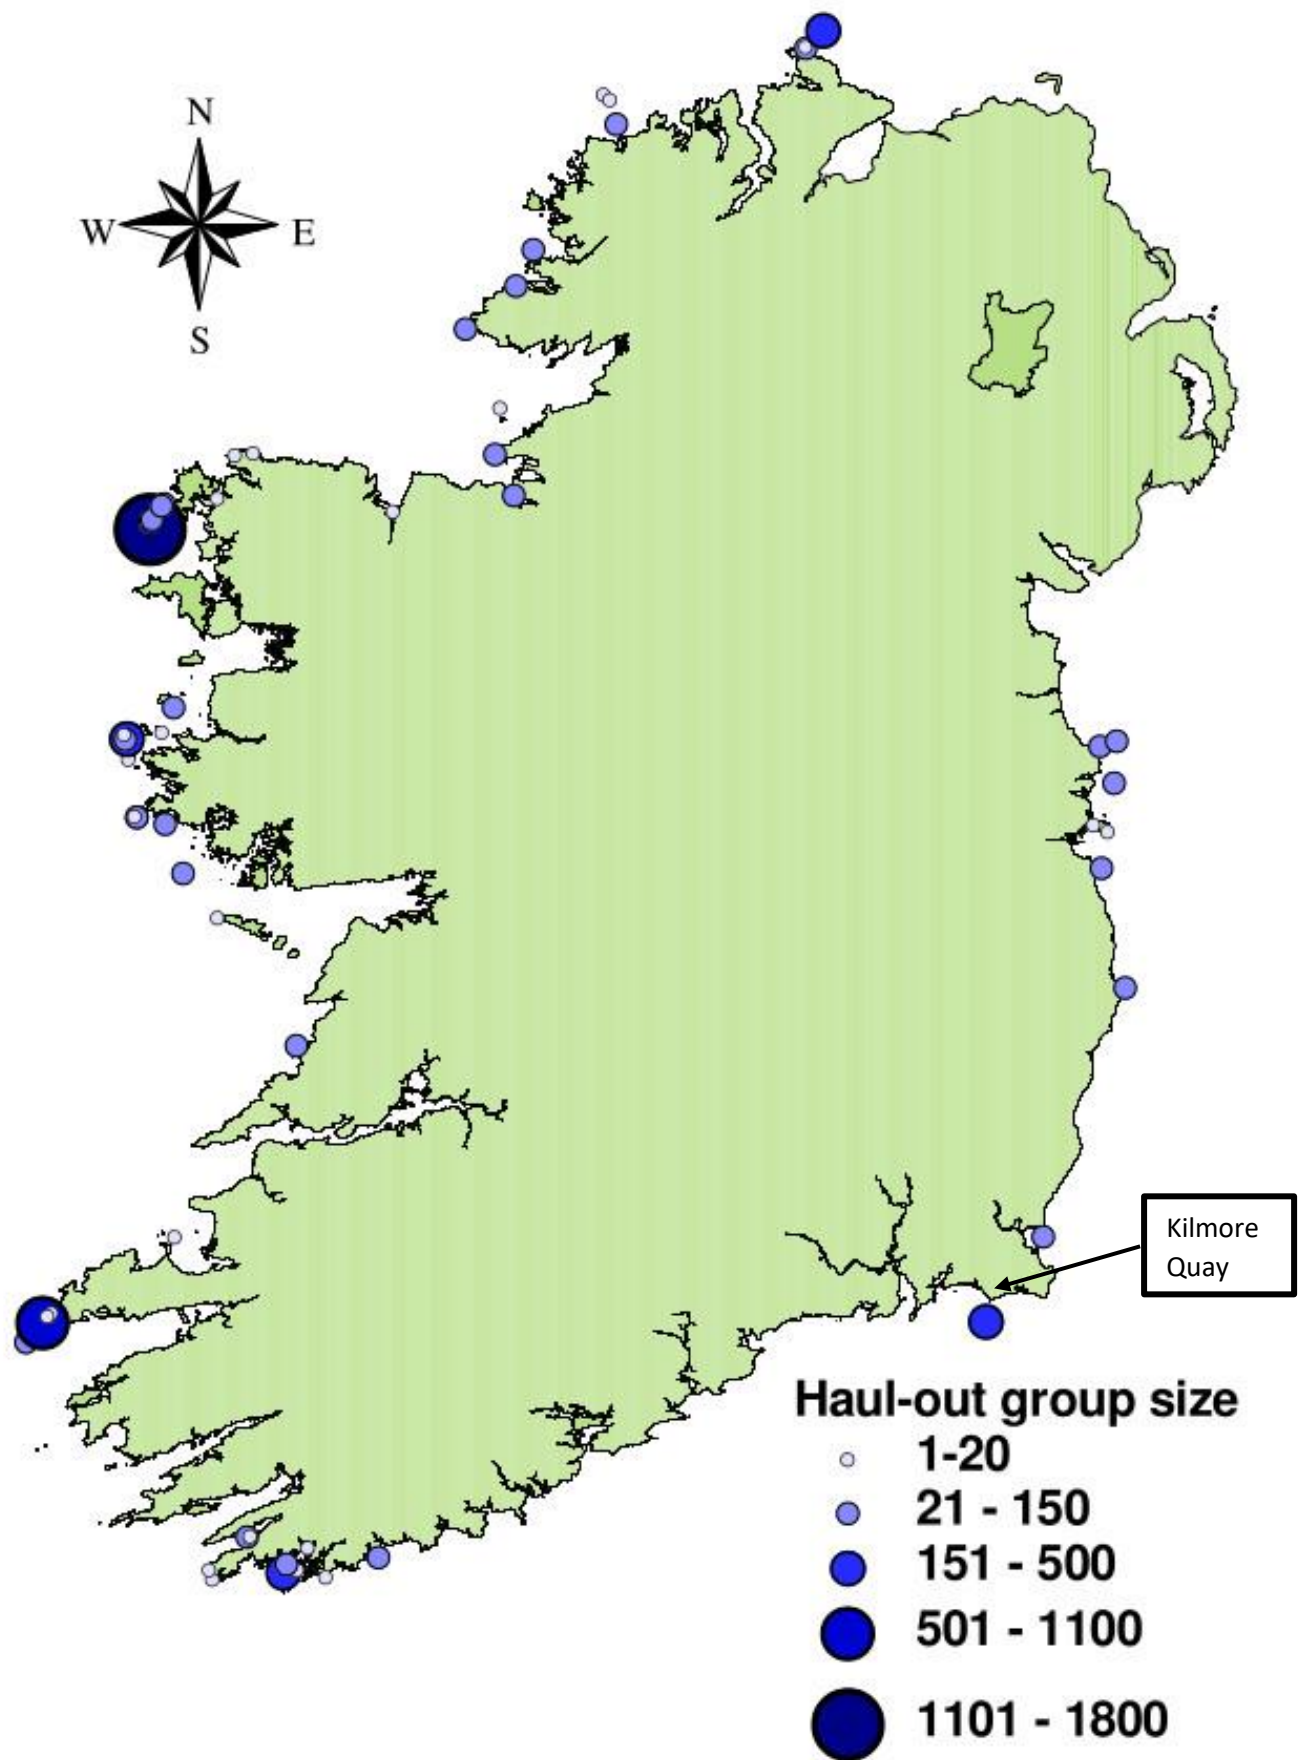 N
W
E
S
Kilmore
Quay
Haul-out group size
1-20
21 - 150
151 - 500
501 - 1100
1101 - 1800